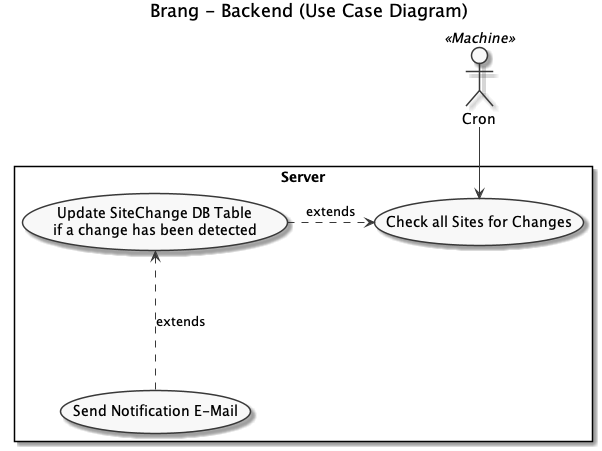 Brang – Backend (Use Case Diagram)
«Machine»
Cron
Server
Update SiteChange DB Table
if a change has been detected
extends
Check all Sites for Changes
extends
Send Notification E-Mail